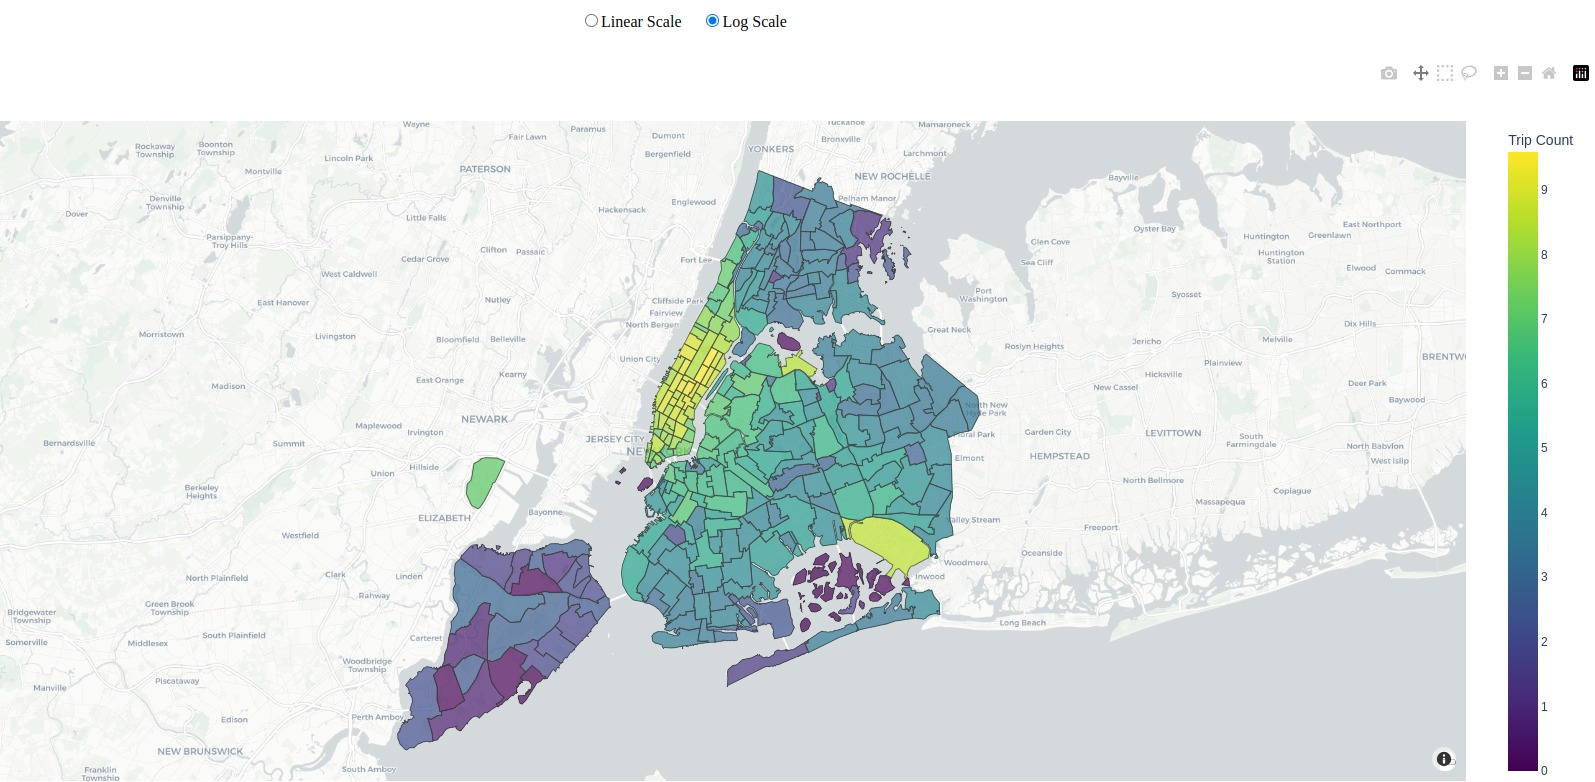 Linear Scale
Log Scale
Trip Count
9
8
7
6
5
4
3
2
1
0
Wayne
Fair Lawn
Paramus
Dumont
YONKERS
Tuckahoe
Bronxville
Mamaroneck
Rockaway
Township
Boonton
Township
Lincoln Park
Bergenfield
Larchmont
Montville
PATERSON
NEW ROCHELLE
Bayville
Denville
Township
Hackensack
Englewood
Pelham Manor
Dover
Little Falls
East Northport
Parsippany-
Troy Hills
Clifton
Passaic
Glen Cove
Oyster Bay
Huntington
Greenlawn
Cedar Grove
Fort Lee
Sea Cliff
Huntington
Station
West Caldwell
Elwood
Commack
East Hanover
Nutley
Cliffside Park
Fairview
North Bergen
Port
Washington
Syosset
Morristown
Livingston
Bloomfield
Belleville
Great Neck
Dix Hills
Roslyn Heights
Jericho
Melville
Union City
Plainview
BRENTW
Madison
East Orange
Kearny
New Cassel
Hicksville
Deer Park
Baywood
Maplewood
NEWARK
North New
Hyde Park
Bernardsville
Summit
Irvington
JERSEY CITY
NE
Floral Park
Garden City
LEVITTOWN
South
Farmingdale
North Babylon
Union
Hillside
Elmont
HEMPSTEAD
West Islip
Berkeley
Heights
North Bellmore
Copiague
ELIZABETH
Bayonne
Massapequa
Westfield
Valley Stream
Freeport
Oceanside
North Plainfield
Clark
Linden
Woodmere
Inwood
Rahway
Bridgewater
Township
Green Brook
Township
Somerville
Middlesex
South Plainfield
Carteret
Long Beach
Woodbridge
Township
Manville
Piscataway
Edison
Perth Amboy
NEW BRUNSWICK
Franklin
Township
South Amboy